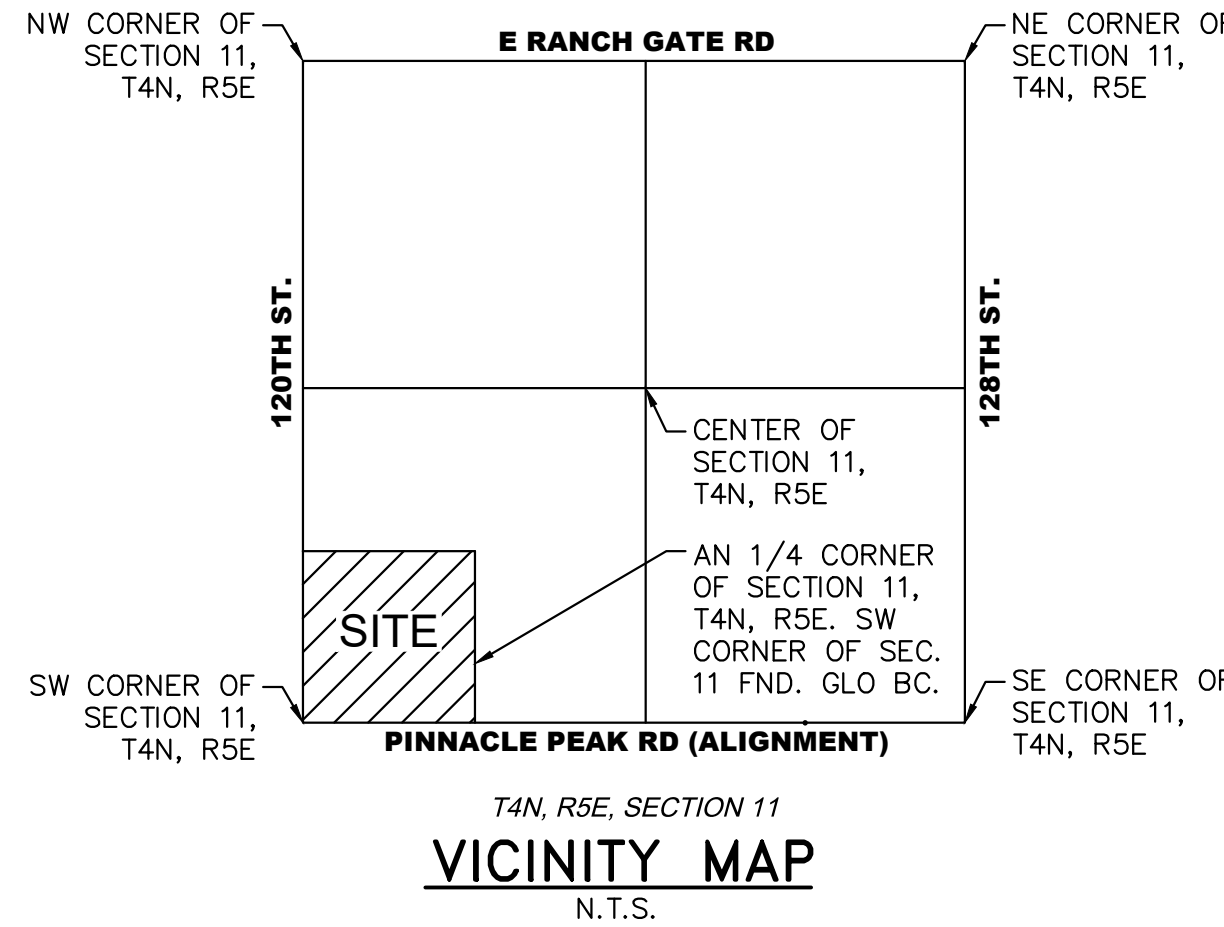 NW CORNER OF
SECTION 11,
T4N, R5E
E RANCH GATE RD
NE CORNER OF
SECTION 11,
T4N, R5E
120TH ST.
128TH ST.
CENTER OF
SECTION 11,
T4N, R5E
AN 1/4 CORNER
OF SECTION 11,
T4N, R5E. SW
CORNER OF SEC.
11 FND. GLO BC.
SITE
SW CORNER OF
SECTION 11,
T4N, R5E
SE CORNER OF
SECTION 11,
T4N, R5E
PINNACLE PEAK RD (ALIGNMENT)
T4N, R5E, SECTION 11
VICINITY MAP
N.T.S.